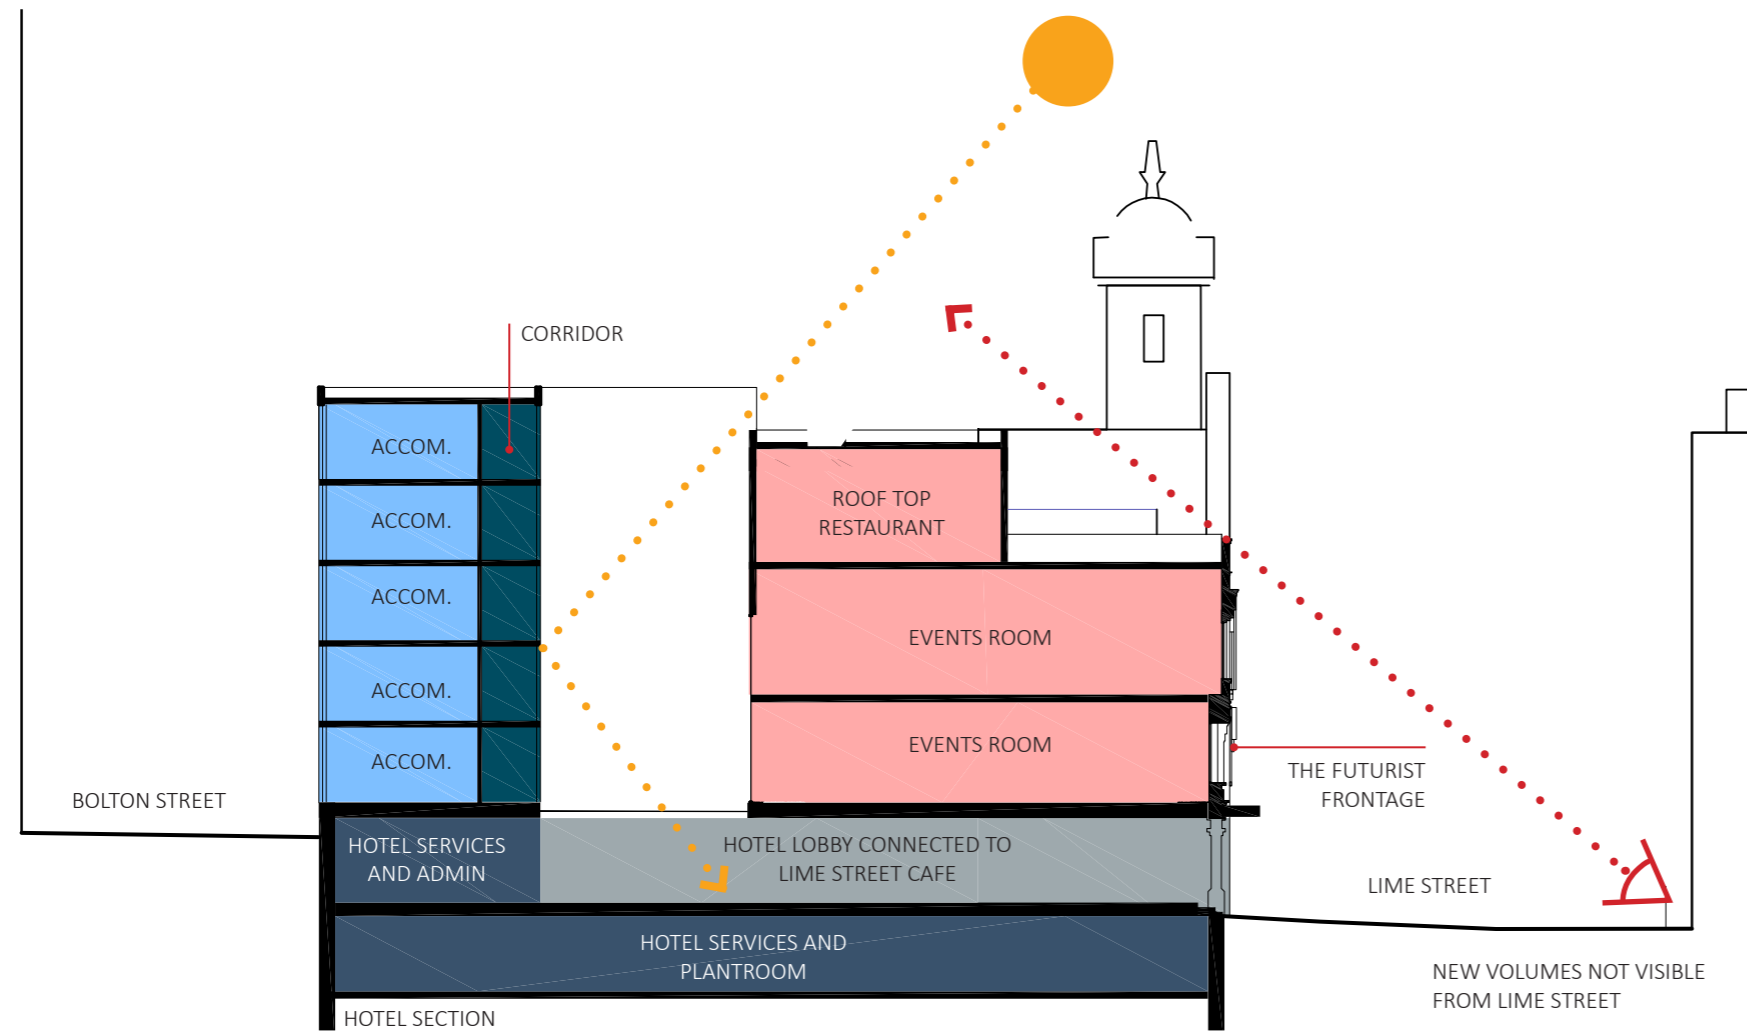 CORRIDOR
ACCOM.
ROOF TOP
RESTAURANT
ACCOM.
ACCOM.
EVENTS ROOM
ACCOM.
EVENTS ROOM
ACCOM.
THE FUTURIST
FRONTAGE
BOLTON STREET
HOTEL SERVICES
AND ADMIN
HOTEL LOBBY CONNECTED TO
LIME STREET CAFE
LIME STREET
HOTEL SERVICES AND
PLANTROOM
NEW VOLUMES NOT VISIBLE
FROM LIME STREET
HOTEL SECTION